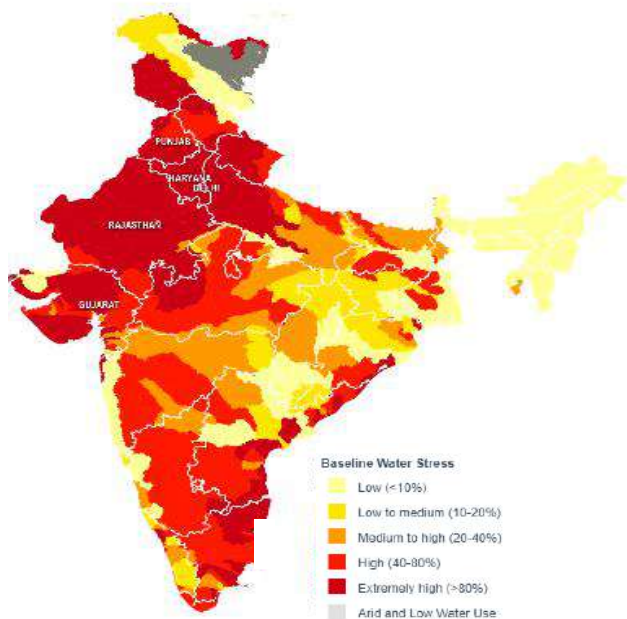 PUNJAB
HARYANA
DELHI
RAJASTHAN
GUJARAT
Baseline Water Stress
Low (<10%)
Low to medium (10-20%)
Medium to high (20-40%)
High (40-80%)
Extremely high (>80%)
Arid and Low Water Use